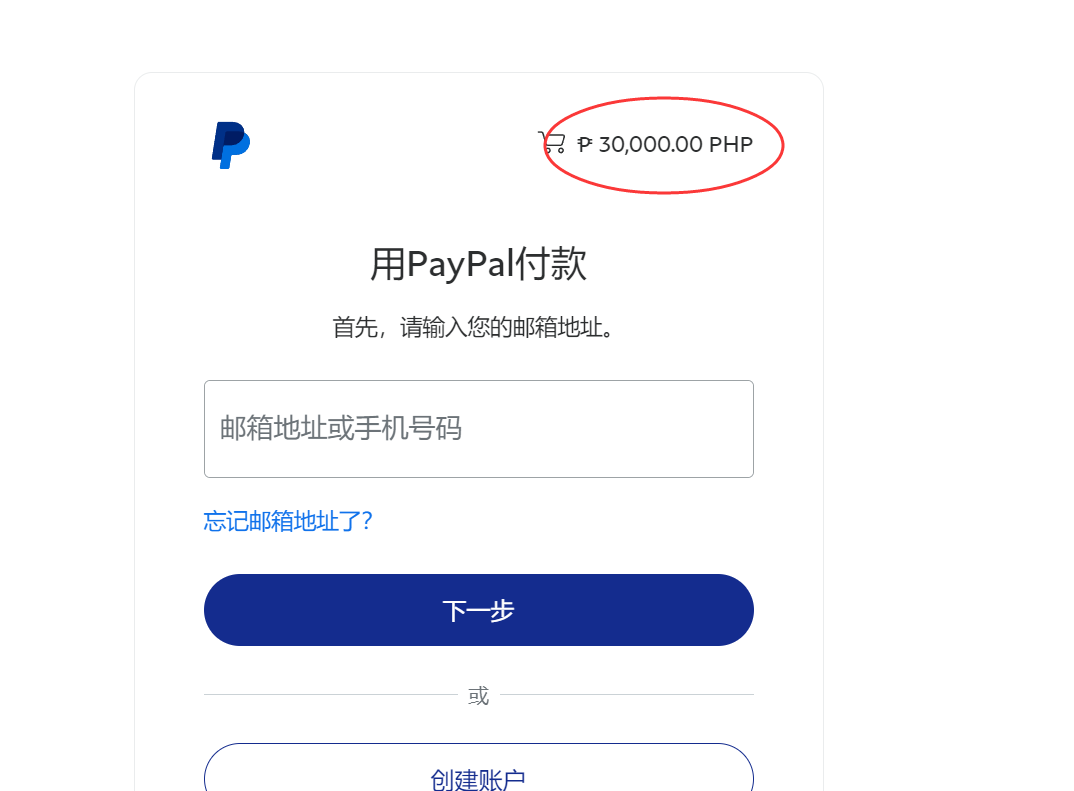 ₱ 30,000.00 PHP
用PayPal付款
首先，请输入您的邮箱地址。
邮箱地址或手机号码
忘记邮箱地址了？
下一步
或
创建账户